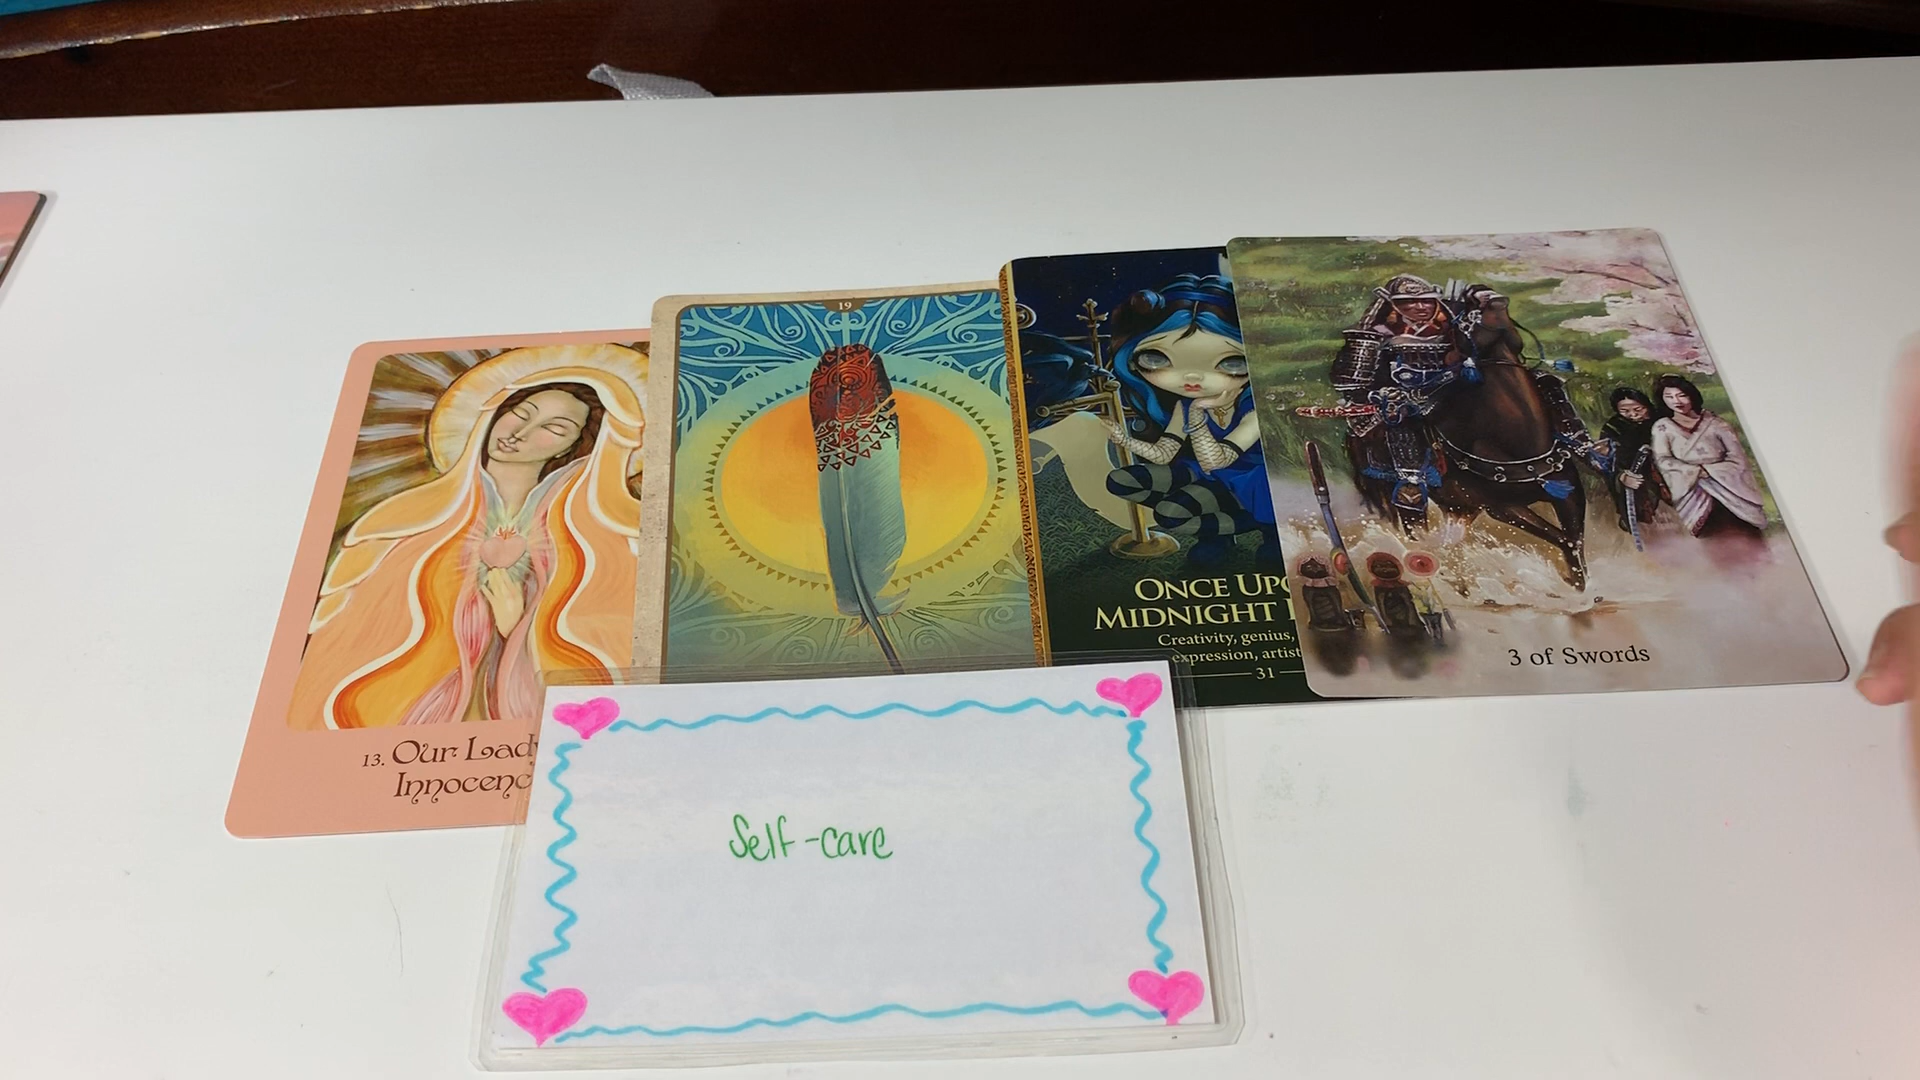 13. Our Lady
Innocenc
19
Once Upo
Midnight
Creativity, genius,
expression, artist
31
3 of Swords
Self-care